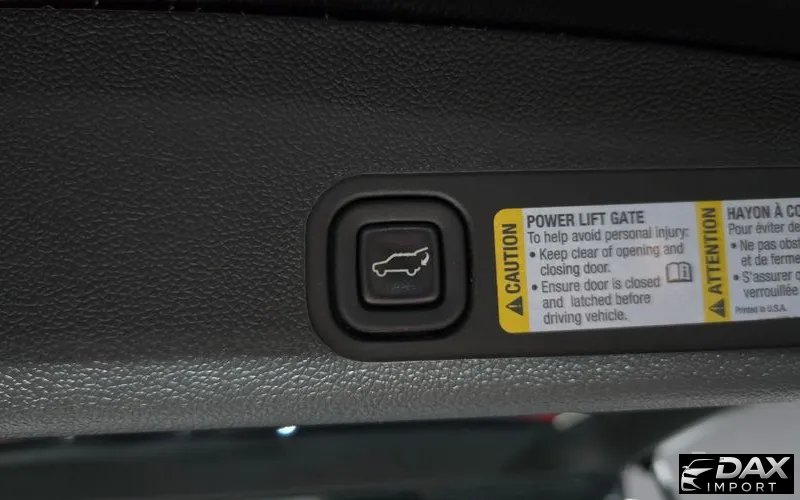 CAUTION
POWER LIFT GATE
To help avoid personal injury:
• Keep clear of opening and
closing door.
• Ensure door is closed
and latched before
driving vehicle.
ATTENTION
HAYON À CO
Pour éviter de
• Ne pas obst
et de ferme
• S'assurer q
verrouillée
Printed in U.S.A.
DAX
IMPORT